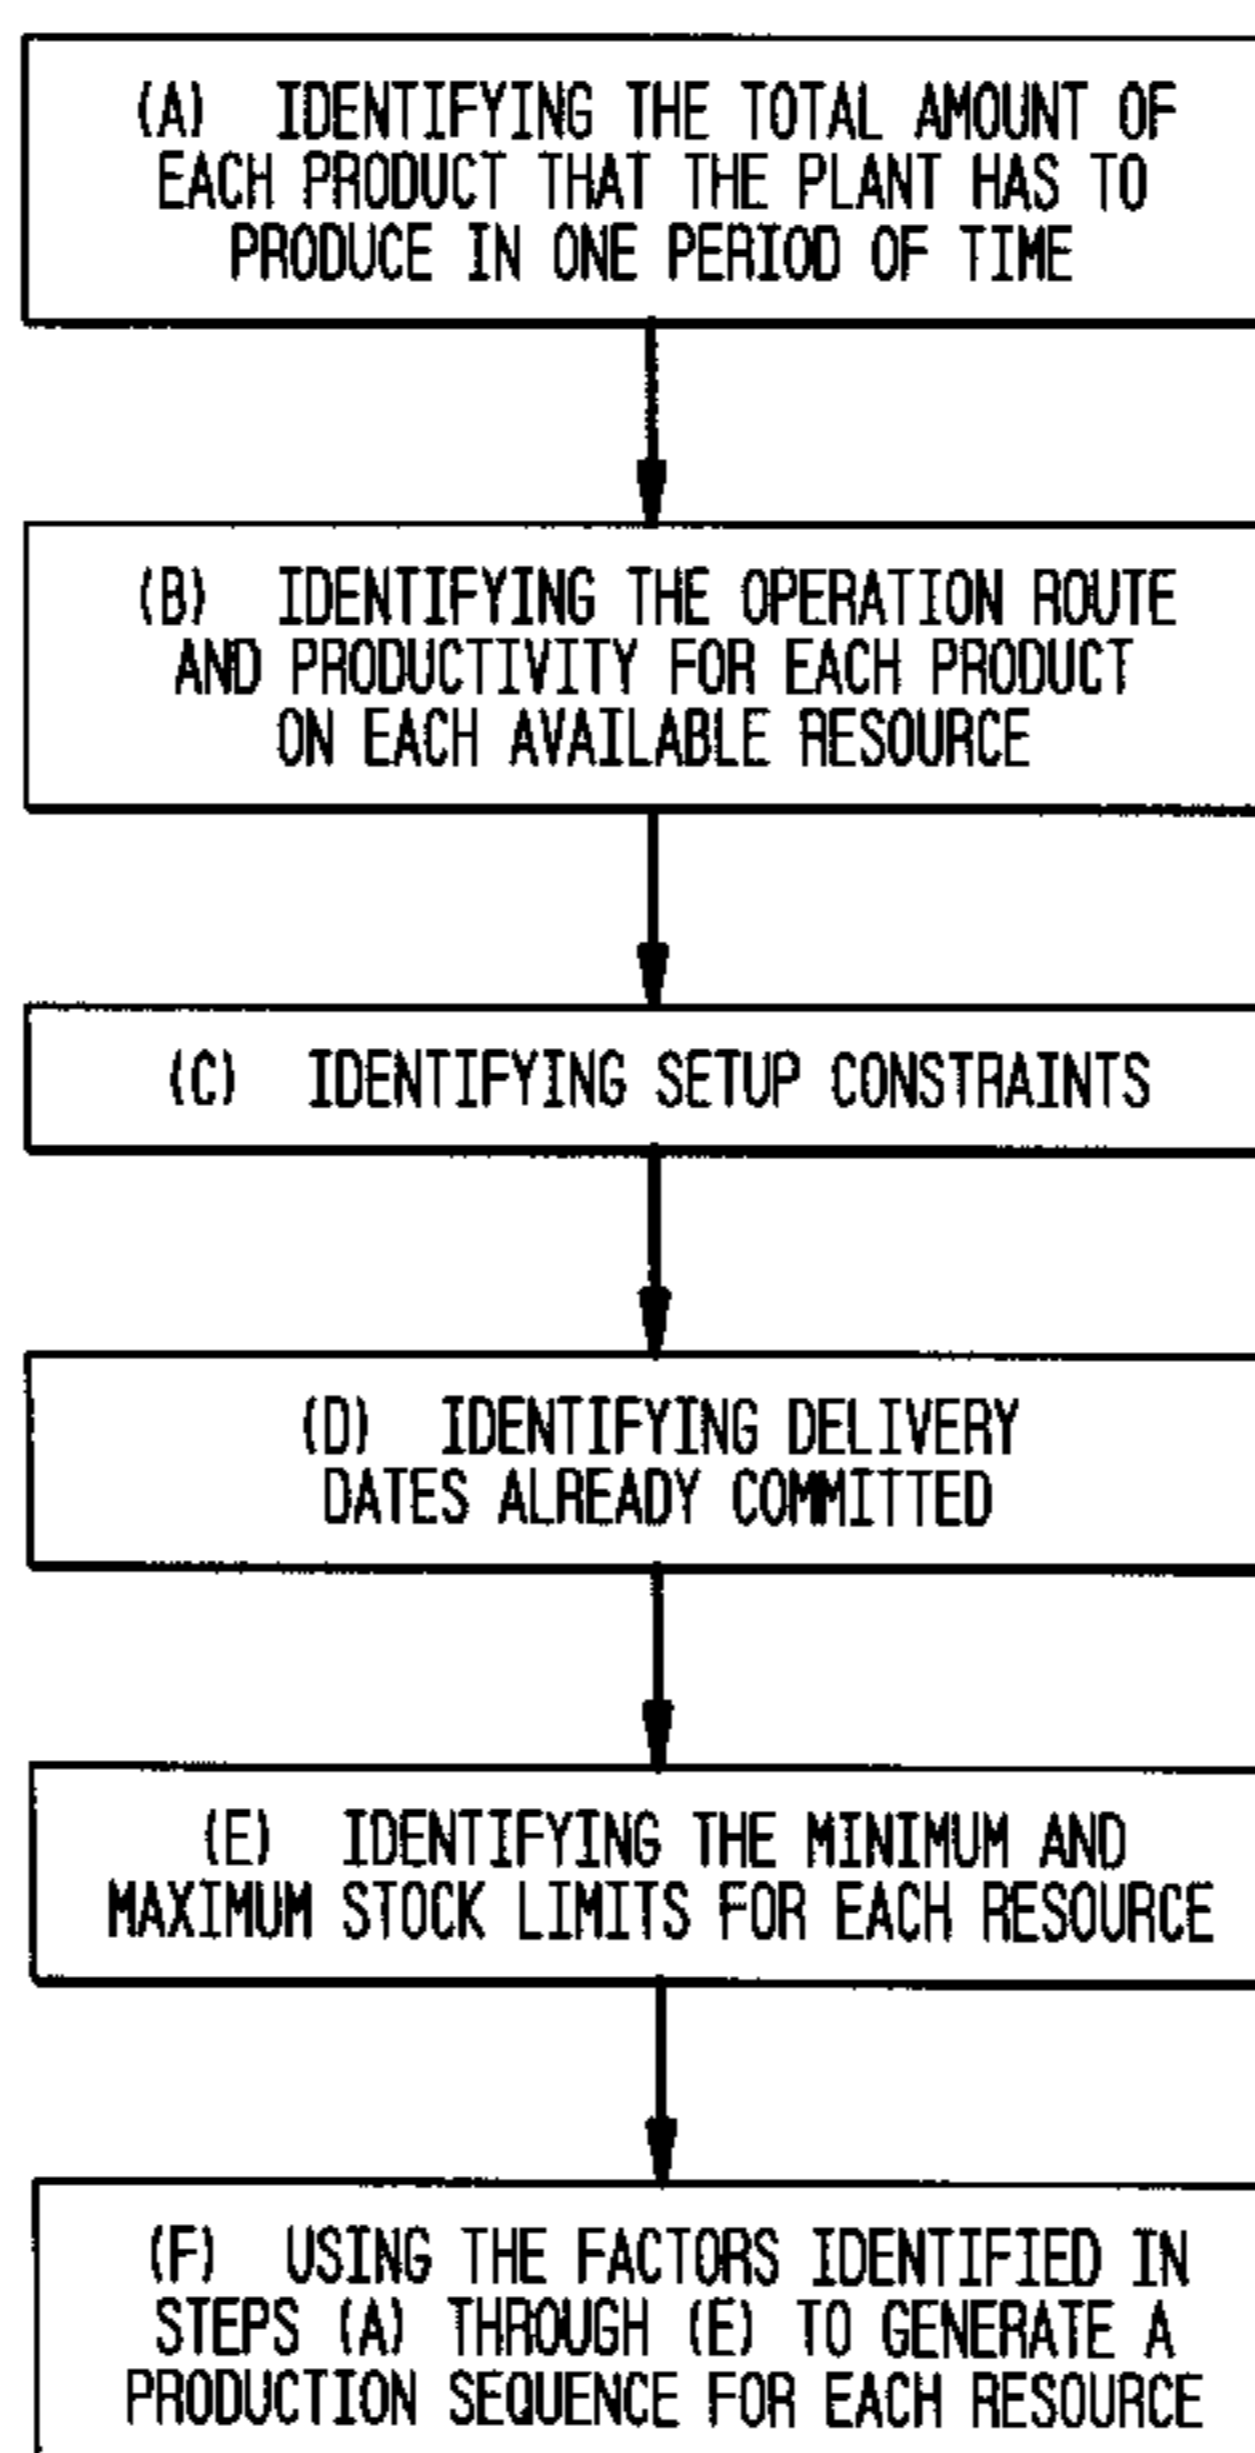 (A) IDENTIFYING THE TOTAL AMOUNT OF
EACH PRODUCT THAT THE PLANT HAS TO
PRODUCE IN ONE PERIOD OF TIME
(B) IDENTIFYING THE OPERATION ROUTE
AND PRODUCTIVITY FOR EACH PRODUCT
ON EACH AVAILABLE RESOURCE
(C) IDENTIFYING SETUP CONSTRAINTS
(D) IDENTIFYING DELIVERY
DATES ALREADY COMMITTED
(E) IDENTIFYING THE MINIMUM AND
MAXIMUM STOCK LIMITS FOR EACH RESOURCE
(F) USING THE FACTORS IDENTIFIED IN
STEPS (A) THROUGH (E) TO GENERATE A
PRODUCTION SEQUENCE FOR EACH RESOURCE